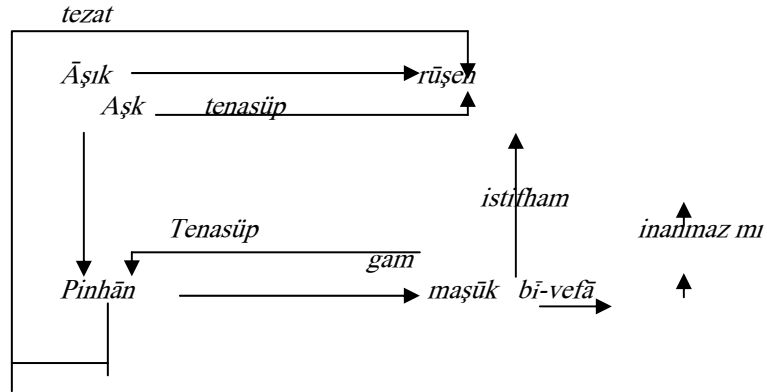 tezat
Āşık rūşen
Aşk tenasüp
istifham
Tenasüp inanmaz mı
gam
Pinhān maşūk bī-vefā